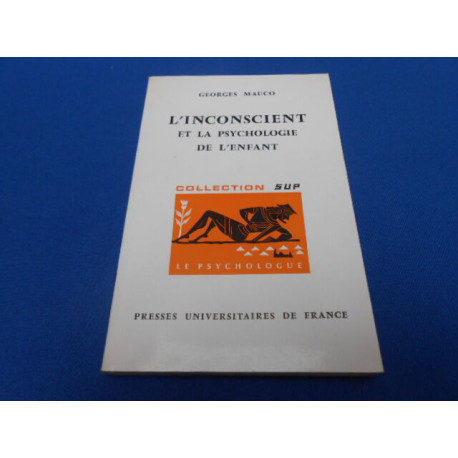 GEORGES MAUCO
L'INCONSCIENT
ET LA PSYCHOLOGIE
DE L'ENFANT
COLLECTION SUP
LE PSYCHOLOGUE
PRESSES UNIVERSITAIRES DE FRANCE